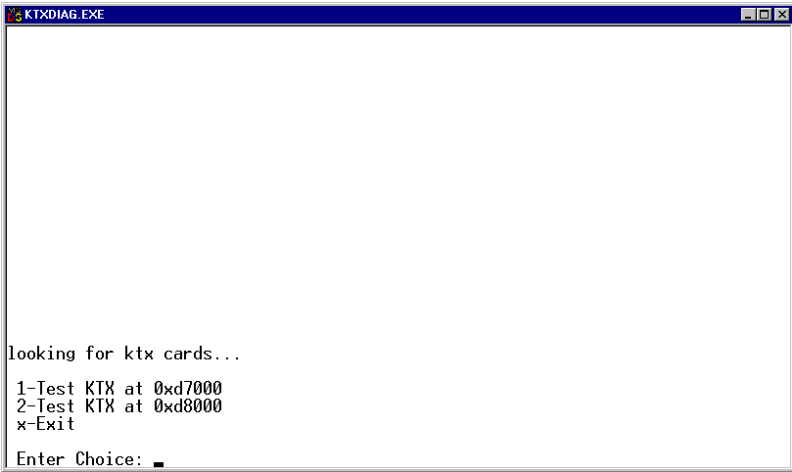 KTXDIAG.EXE
looking for ktx cards...
1-Test KTX at 0xd7000
2-Test KTX at 0xd8000
x-Exit
Enter Choice: